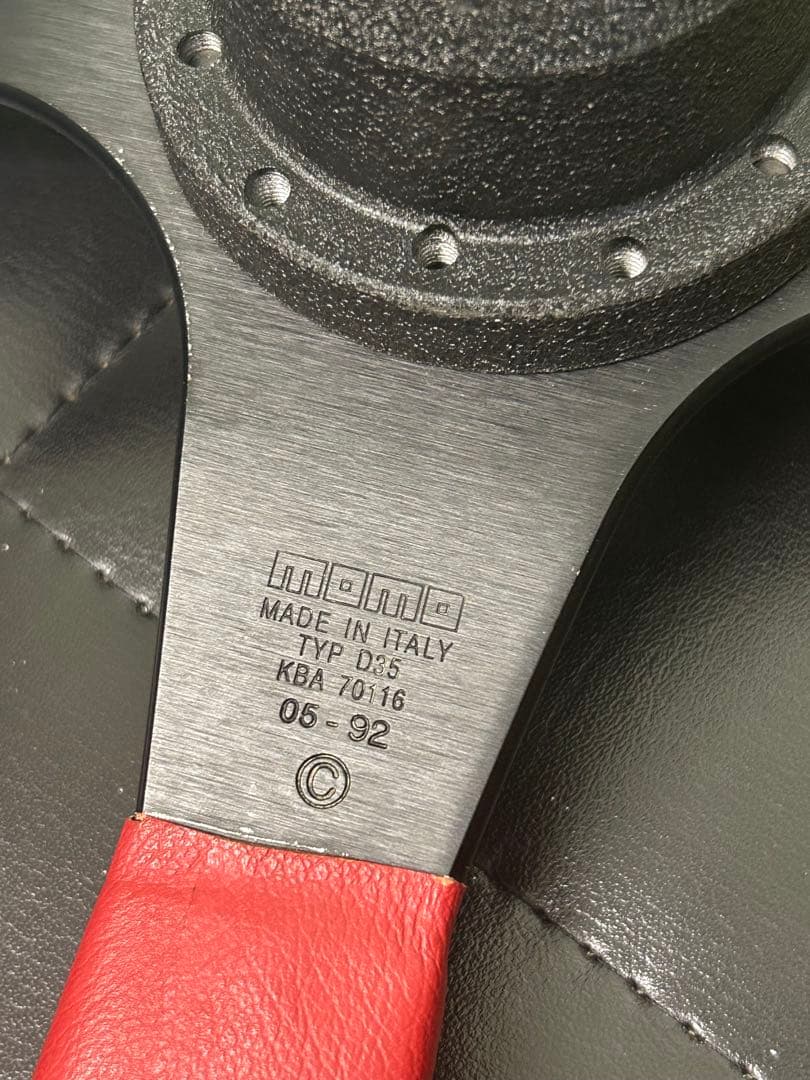 momo
MADE IN ITALY
TYP D35
KBA 70116
05 - 92
©